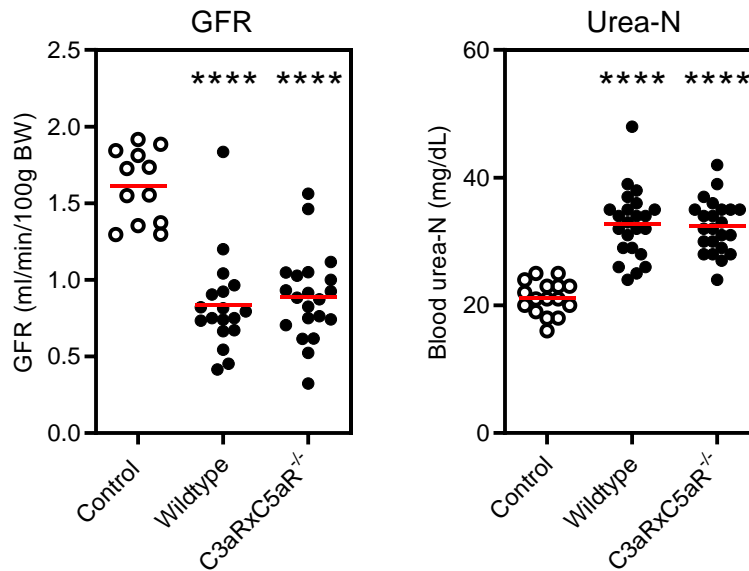 GFR
GFR (ml/min/100g BW)
2.5
2.0
1.5
1.0
0.5
0.0
**** ****
Control
Wildtype
C3aRxC5aR-/-
Urea-N
Blood urea-N (mg/dL)
60
40
20
0
**** ****
Control
Wildtype
C3aRxC5aR-/-